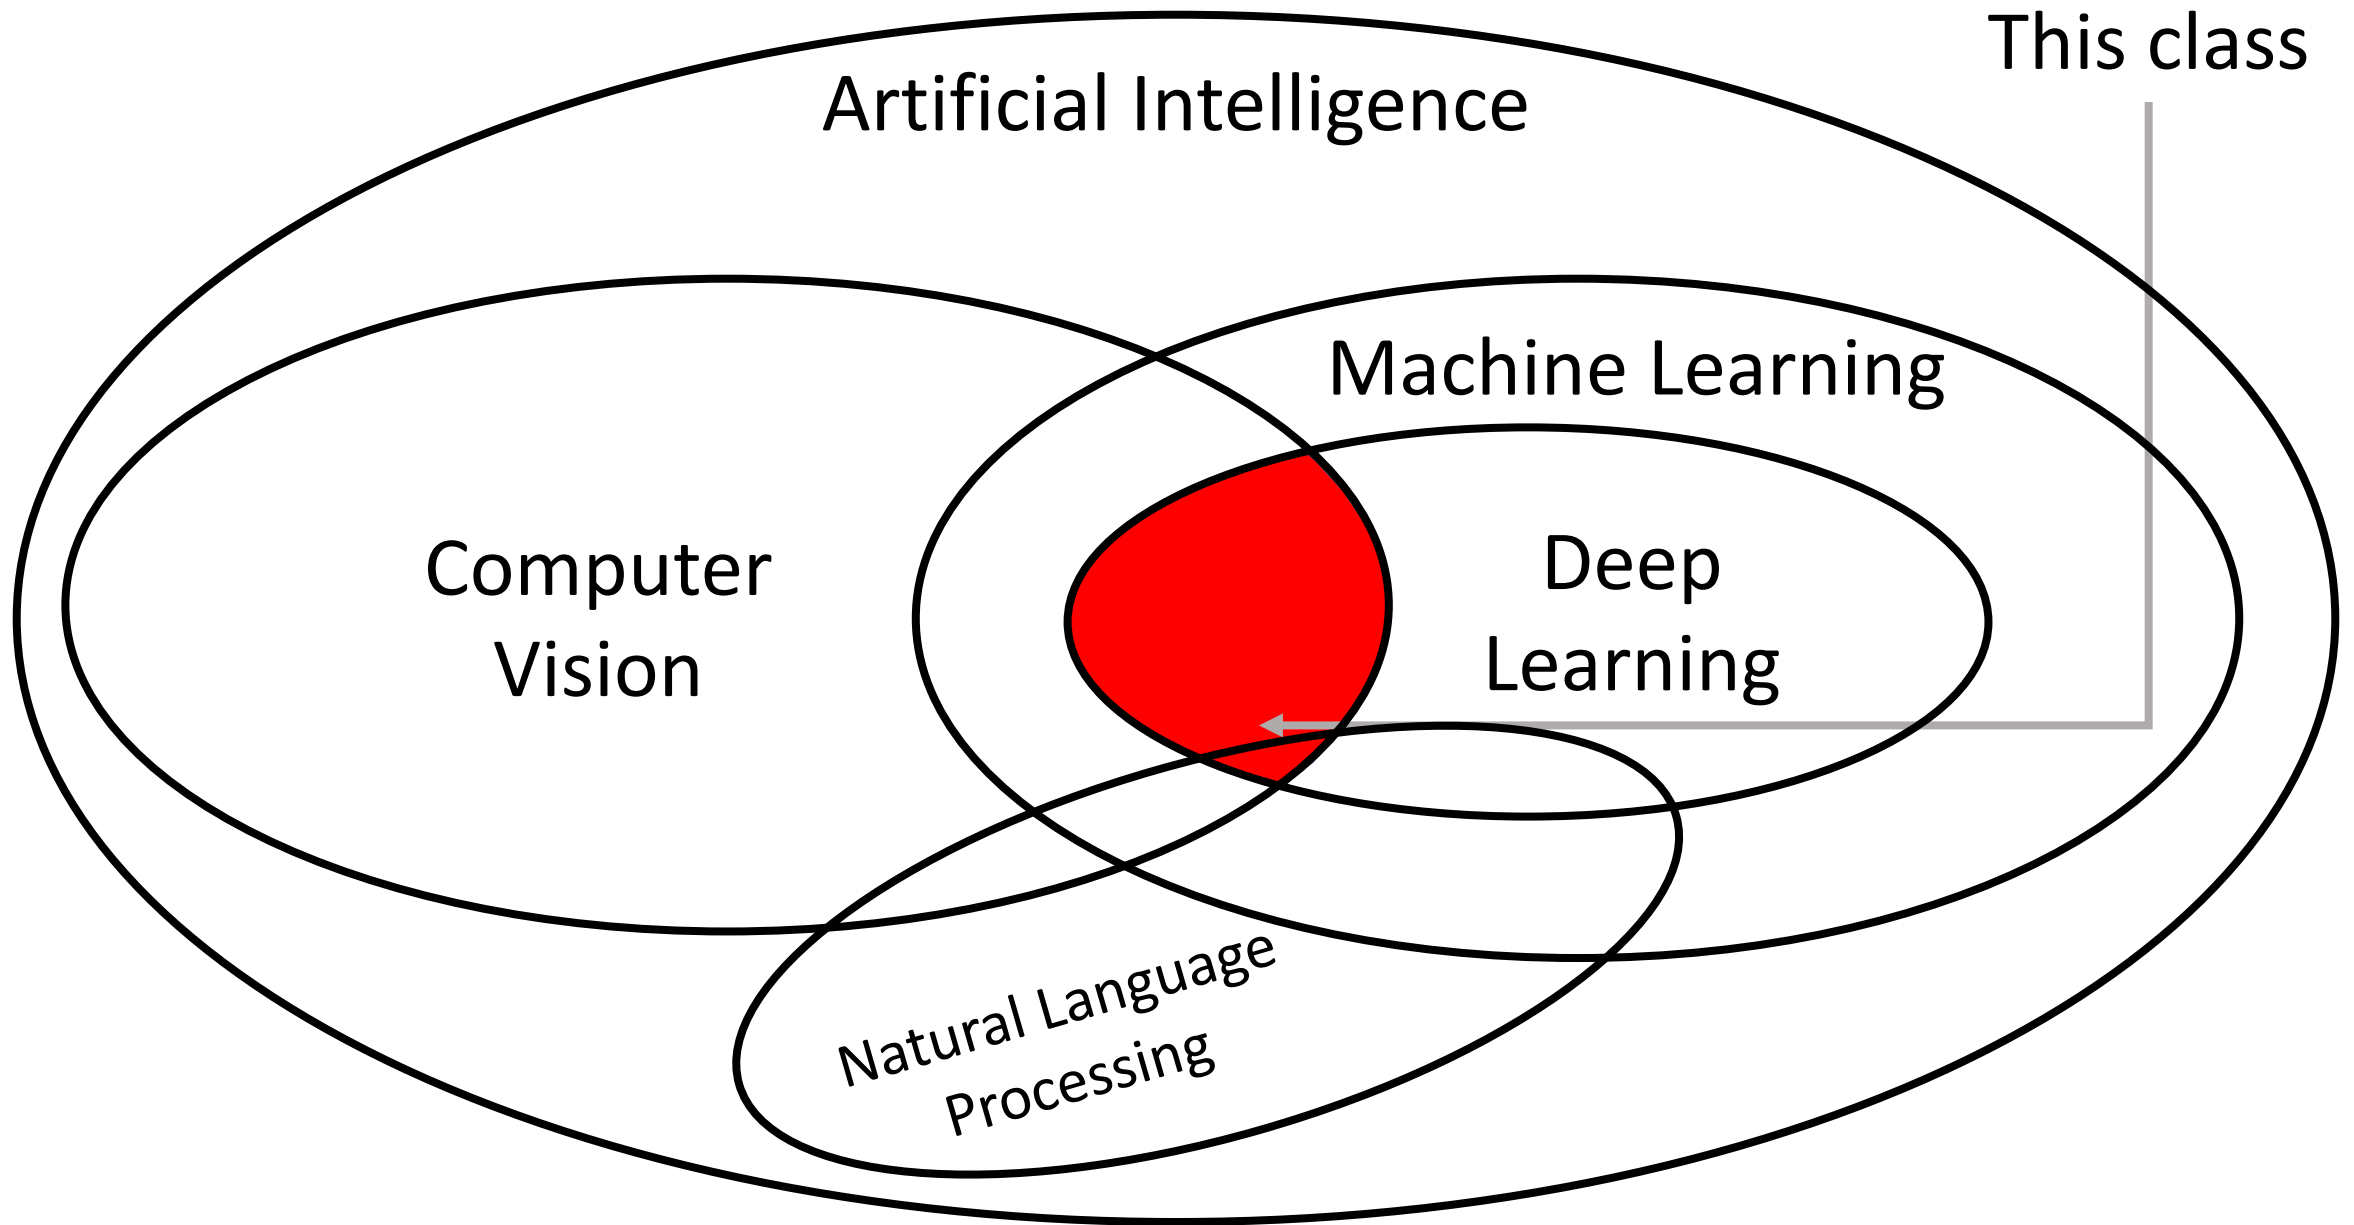 This class
Artificial Intelligence
Machine Learning
Computer
Vision
Deep
Learning
Natural Language
Processing